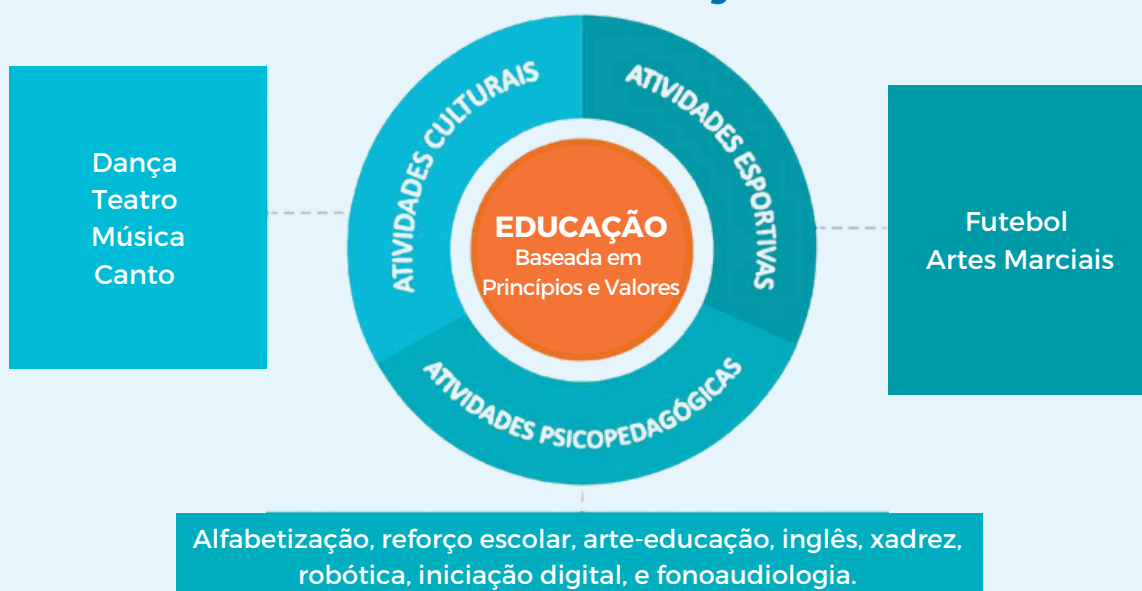 Dança
Teatro
Música
Canto
ATIVIDADES CULTURAIS
ATIVIDADES ESPORTIVAS
EDUCAÇÃO
Baseada em
Princípios e Valores
Futebol
Artes Marciais
ATIVIDADES PSICOPEDAGÓGICAS
Alfabetização, reforço escolar, arte-educação, inglês, xadrez,
robótica, iniciação digital, e fonoaudiologia.